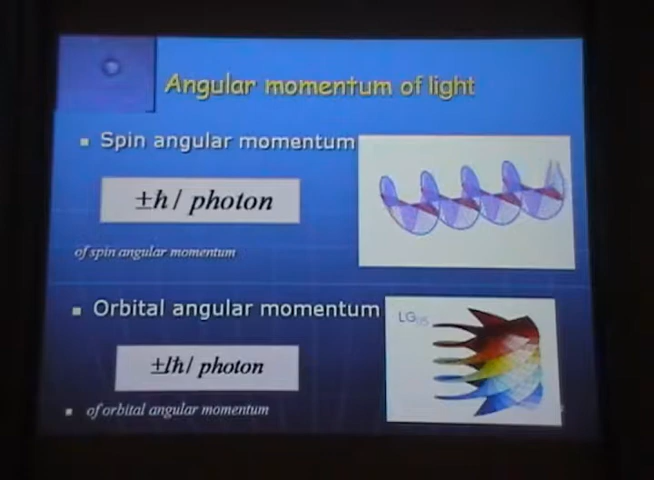 Angular momentum of light
Spin angular momentum
±ħ / photon
of spin angular momentum
Orbital angular momentum
LG
±lħ / photon
of orbital angular momentum